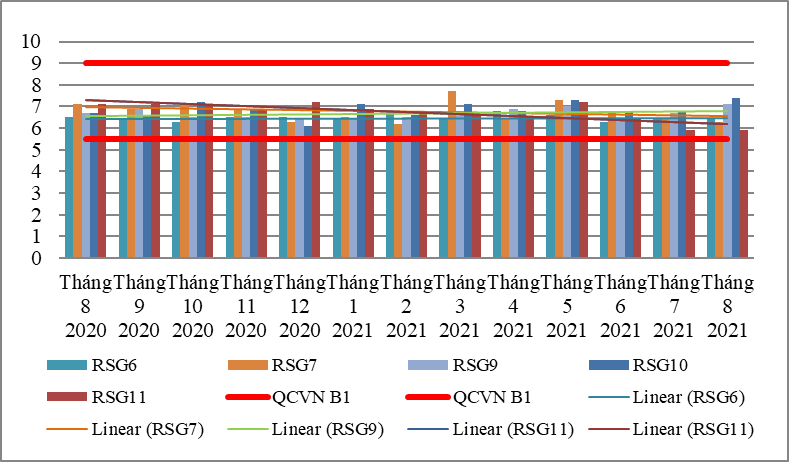 10
9
8
7
6
5
4
3
2
1
0
Tháng Tháng Tháng Tháng Tháng Tháng Tháng Tháng Tháng Tháng Tháng Tháng Tháng
8 9 10 11 12 1 2 3 4 5 6 7 8
2020 2020 2020 2020 2020 2021 2021 2021 2021 2021 2021 2021 2021
RSG6 RSG7 RSG9 RSG10
RSG11 QCVN B1 QCVN B1 Linear (RSG6)
Linear (RSG7) Linear (RSG9) Linear (RSG11) Linear (RSG11)